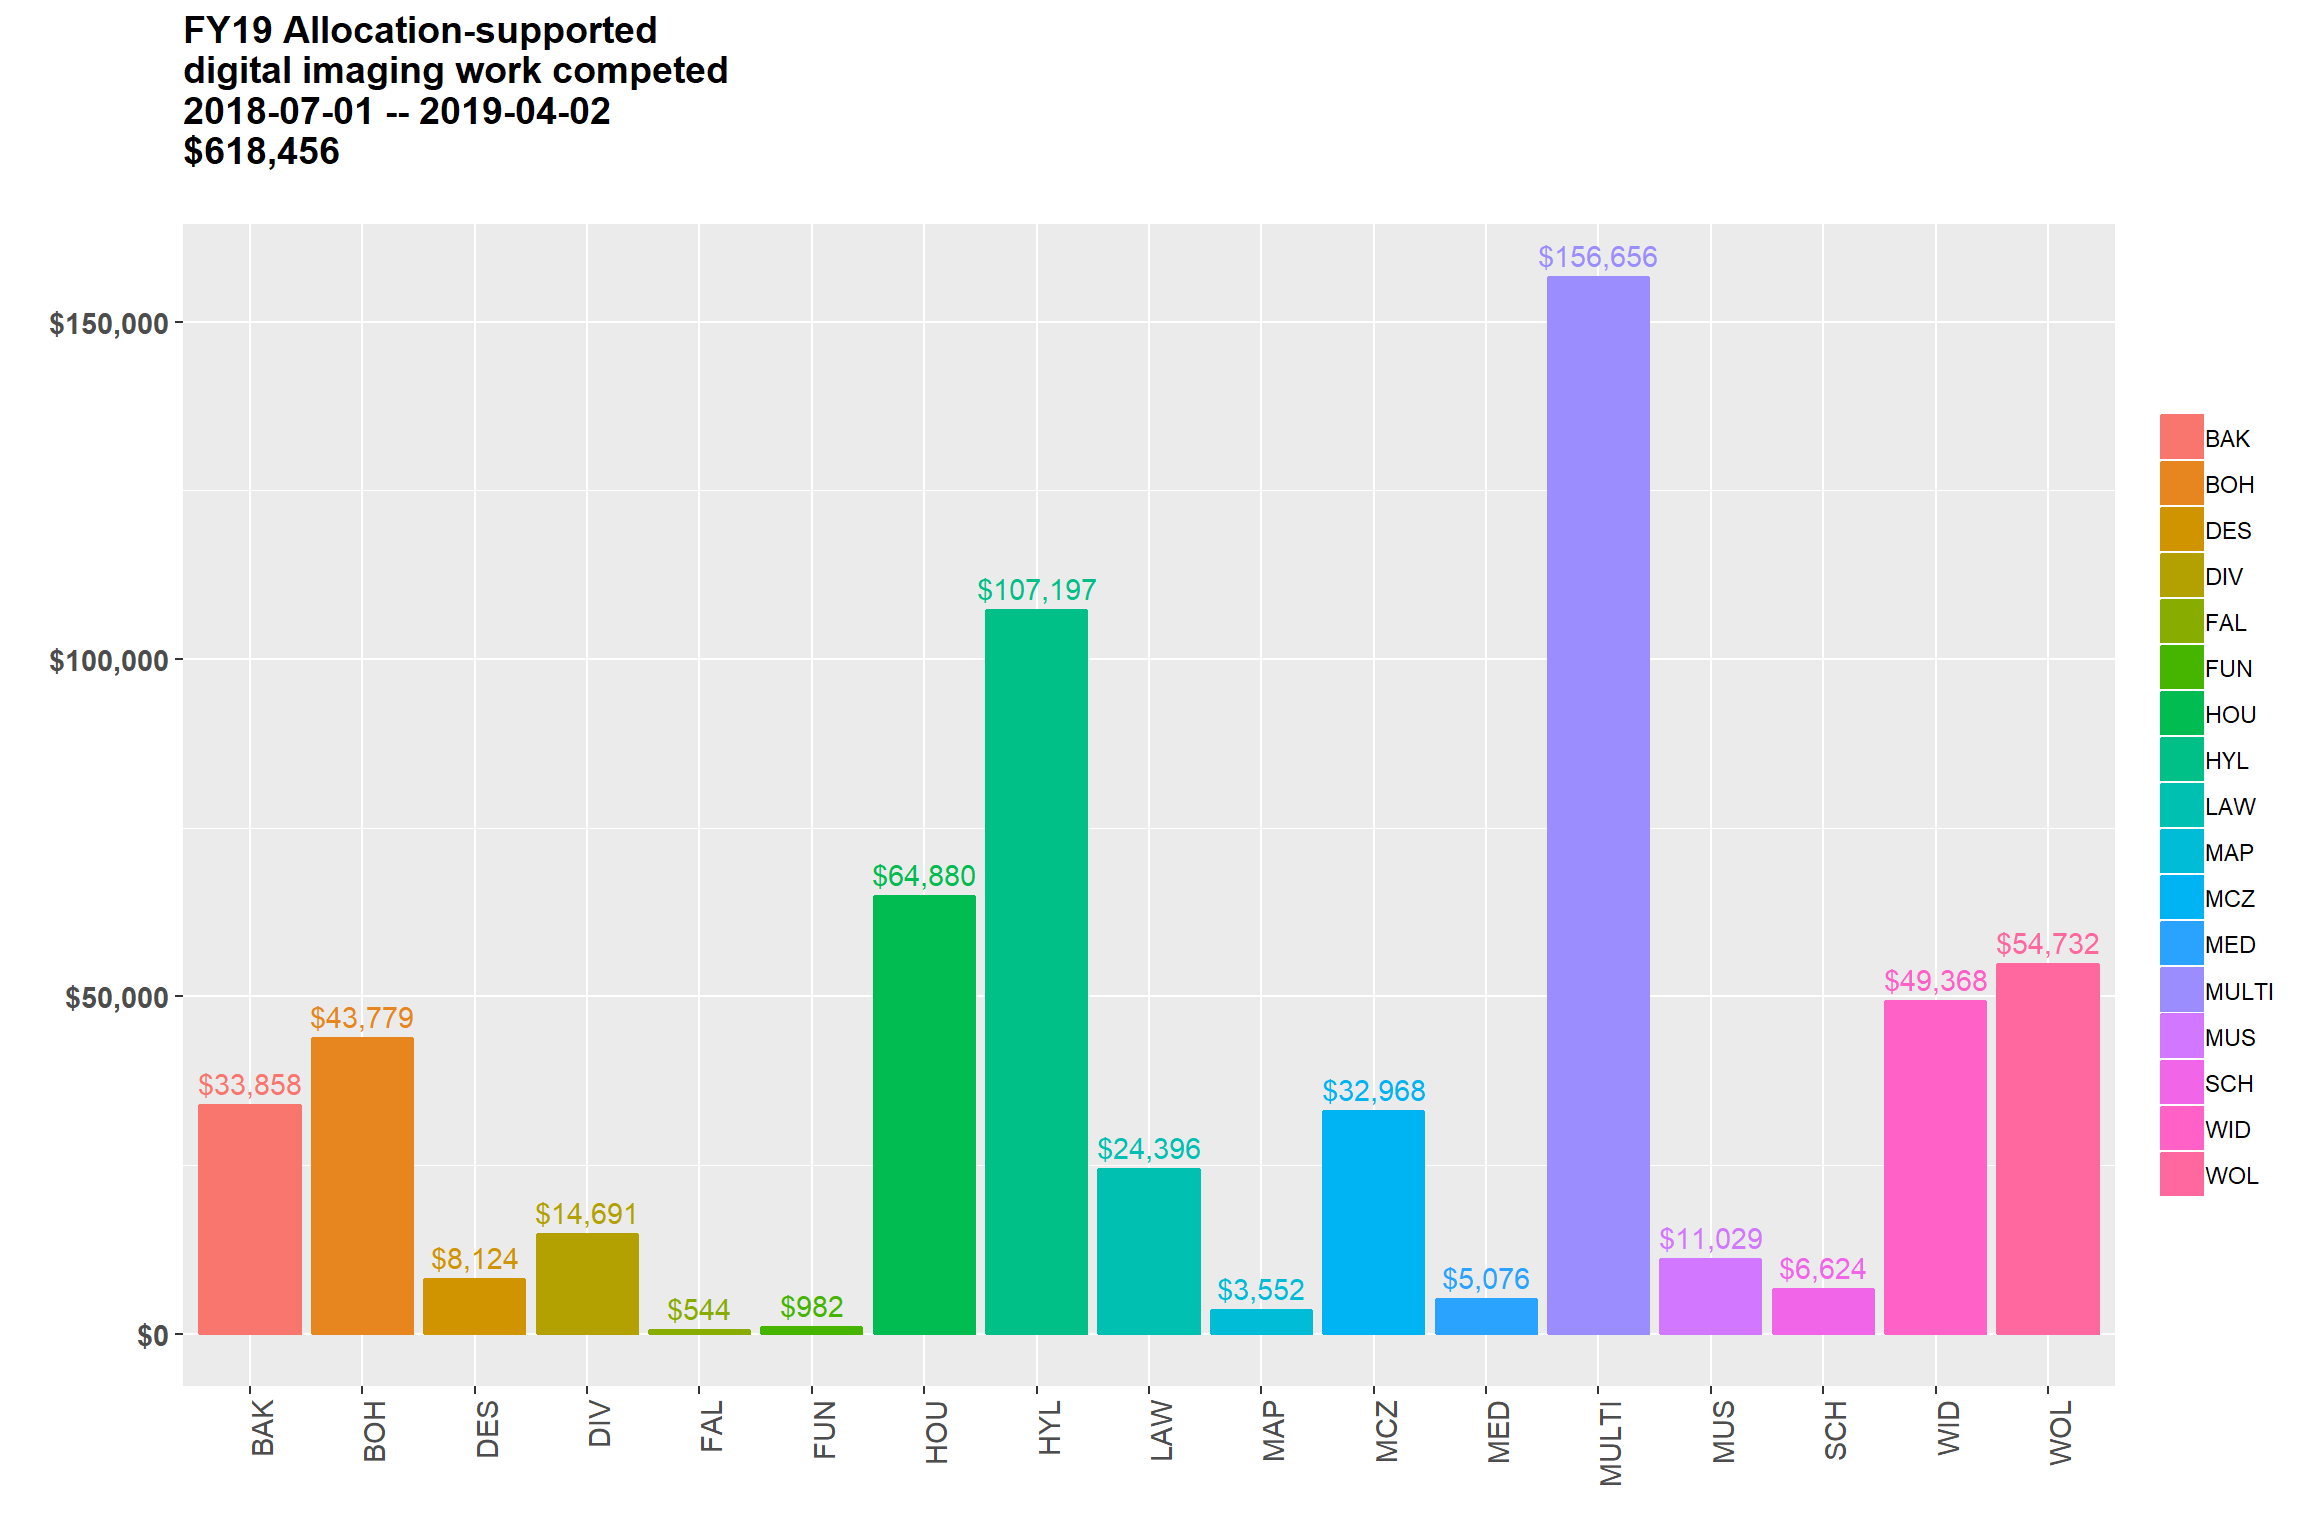 FY19 Allocation-supported
digital imaging work competed
2018-07-01 -- 2019-04-02
$618,456
$150,000
$100,000
$50,000
$0
$33,858
$43,779
$8,124
$14,691
$544
$982
$64,880
$107,197
$24,396
$3,552
$32,968
$5,076
$156,656
$11,029
$6,624
$49,368
$54,732
BAK
BOH
DES
DIV
FAL
FUN
HOU
HYL
LAW
MAP
MCZ
MED
MULTI
MUS
SCH
WID
WOL
BAK
BOH
DES
DIV
FAL
FUN
HOU
HYL
LAW
MAP
MCZ
MED
MULTI
MUS
SCH
WID
WOL